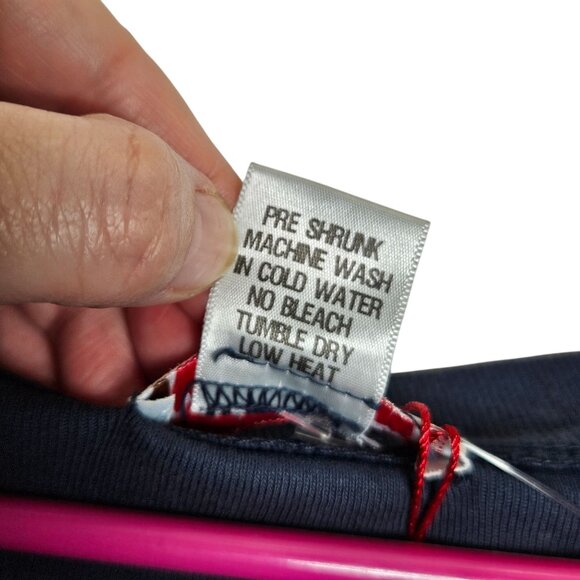 PRE SHRUNK
MACHINE WASH
IN COLD WATER
NO BLEACH
TUMBLE DRY
LOW HEAT